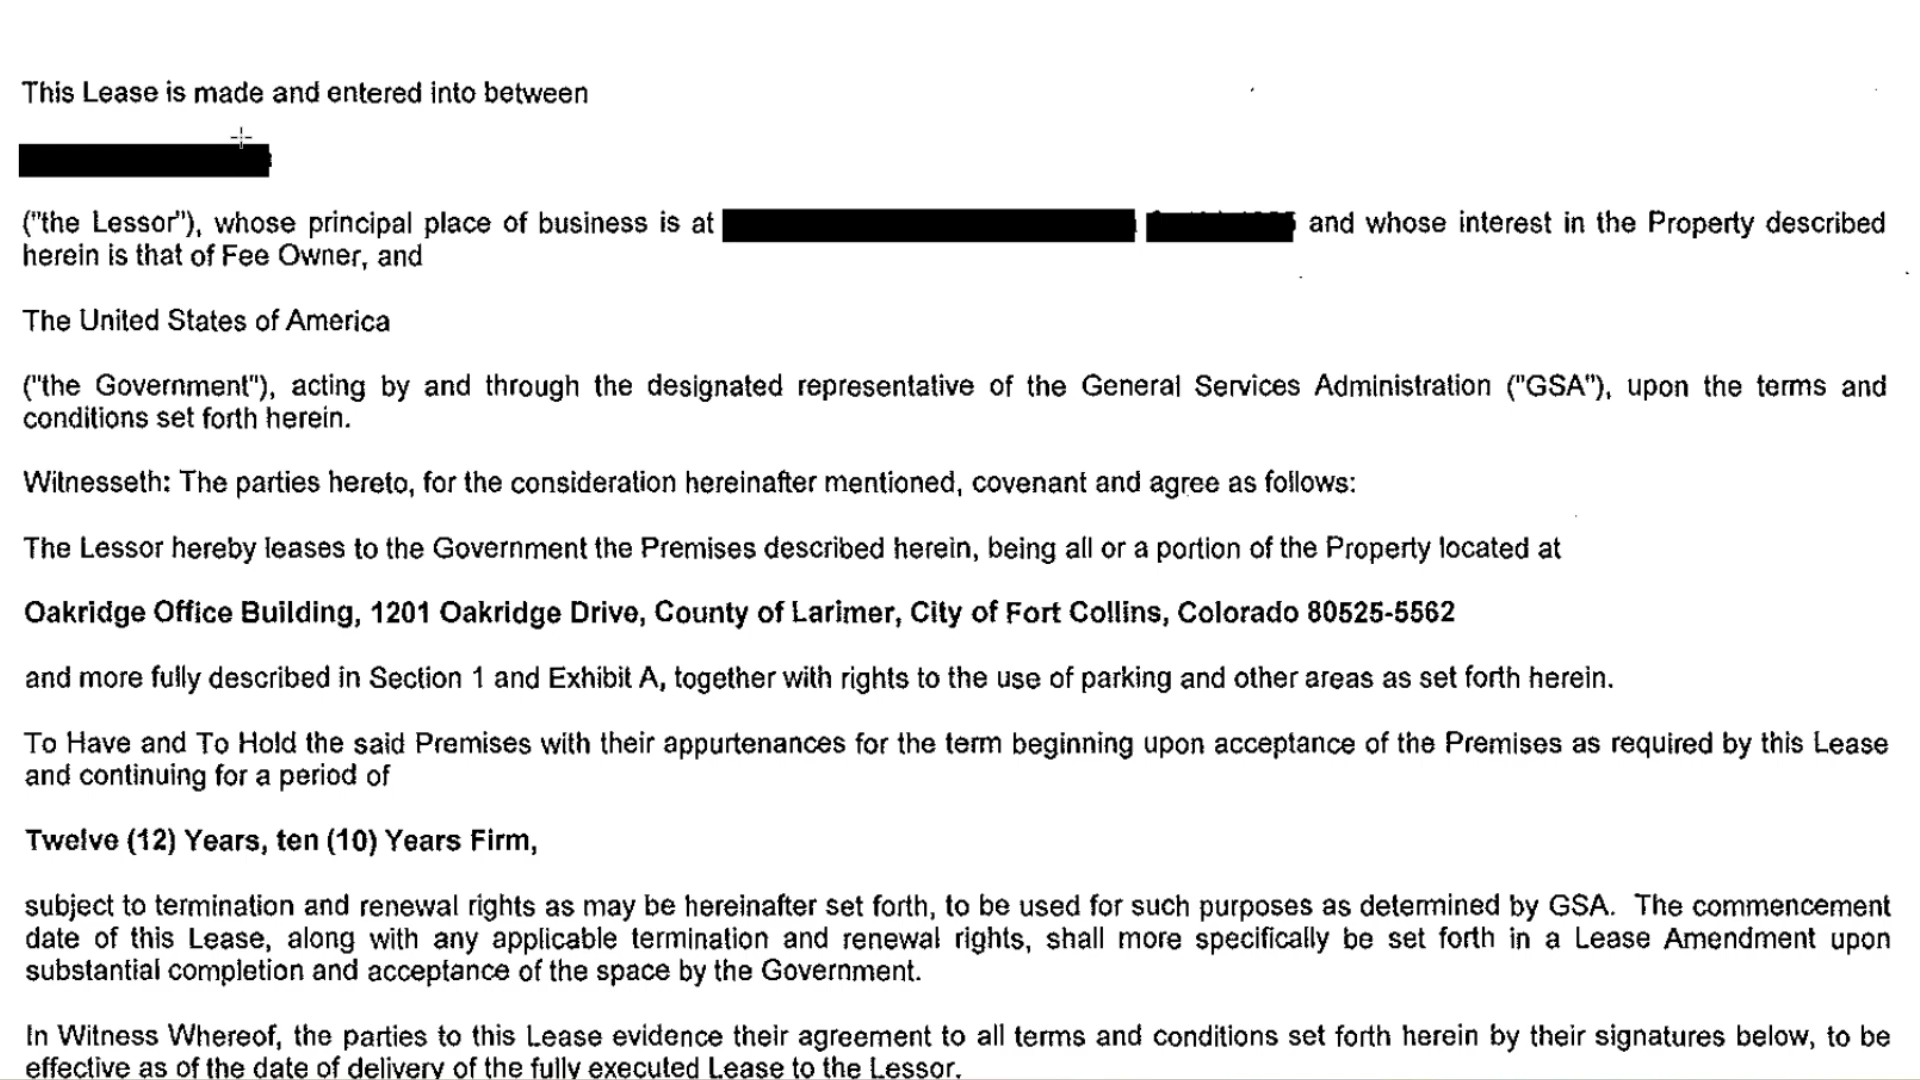 This Lease is made and entered into between
("the Lessor"), whose principal place of business is at and whose interest in the Property described
herein is that of Fee Owner, and
The United States of America
("the Government"), acting by and through the designated representative of the General Services Administration ("GSA"), upon the terms and
conditions set forth herein.
Witnesseth: The parties hereto, for the consideration hereinafter mentioned, covenant and agree as follows:
The Lessor hereby leases to the Government the Premises described herein, being all or a portion of the Property located at
Oakridge Office Building, 1201 Oakridge Drive, County of Larimer, City of Fort Collins, Colorado 80525-5562
and more fully described in Section 1 and Exhibit A, together with rights to the use of parking and other areas as set forth herein.
To Have and To Hold the said Premises with their appurtenances for the term beginning upon acceptance of the Premises as required by this Lease
and continuing for a period of
Twelve (12) Years, ten (10) Years Firm,
subject to termination and renewal rights as may be hereinafter set forth, to be used for such purposes as determined by GSA. The commencement
date of this Lease, along with any applicable termination and renewal rights, shall more specifically be set forth in a Lease Amendment upon
substantial completion and acceptance of the space by the Government.
In Witness Whereof, the parties to this Lease evidence their agreement to all terms and conditions set forth herein by their signatures below, to be
effective as of the date of delivery of the fully executed Lease to the Lessor.